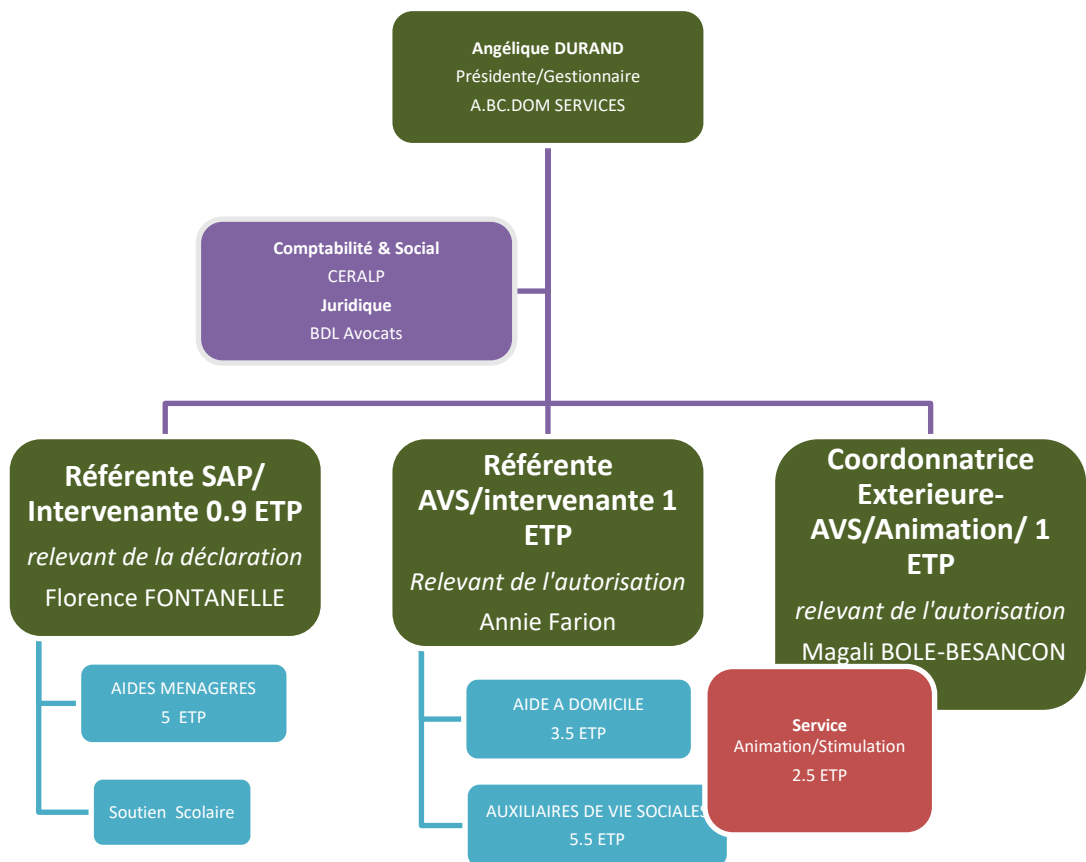 Angélique DURAND
Présidente/Gestionnaire
A.BC.DOM SERVICES
Comptabilité & Social
CERALP
Juridique
BDL Avocats
Référente SAP/
Intervenante 0.9 ETP
relevant de la déclaration
Florence FONTANELLE
AIDES MENAGERES
5 ETP
Soutien Scolaire
Référente
AVS/intervenante 1
ETP
Relevant de l'autorisation
Annie Farion
AIDE A DOMICILE
3.5 ETP
AUXILIAIRES DE VIE SOCIALES
5.5 ETP
Coordonnatrice
Exterieure-
AVS/Animation/ 1
ETP
relevant de l'autorisation
Magali BOLE-BESANCON
Service
Animation/Stimulation
2.5 ETP